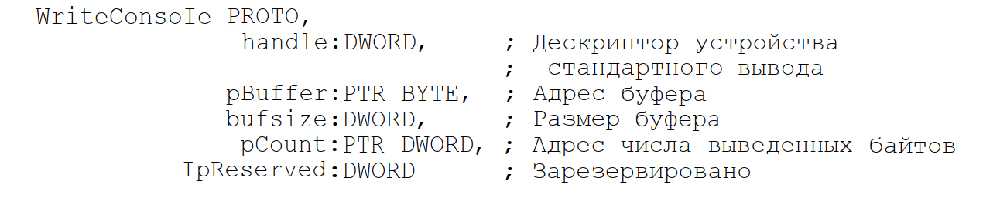 WriteConsoIe PROTO,
handle:DWORD, ; Дескриптор устройства
; стандартного вывода
pBuffer:PTR BYTE, ; Адрес буфера
bufsize:DWORD, ; Размер буфера
pCount:PTR DWORD, ; Адрес числа выведенных байтов
IpReserved:DWORD ; Зарезервировано